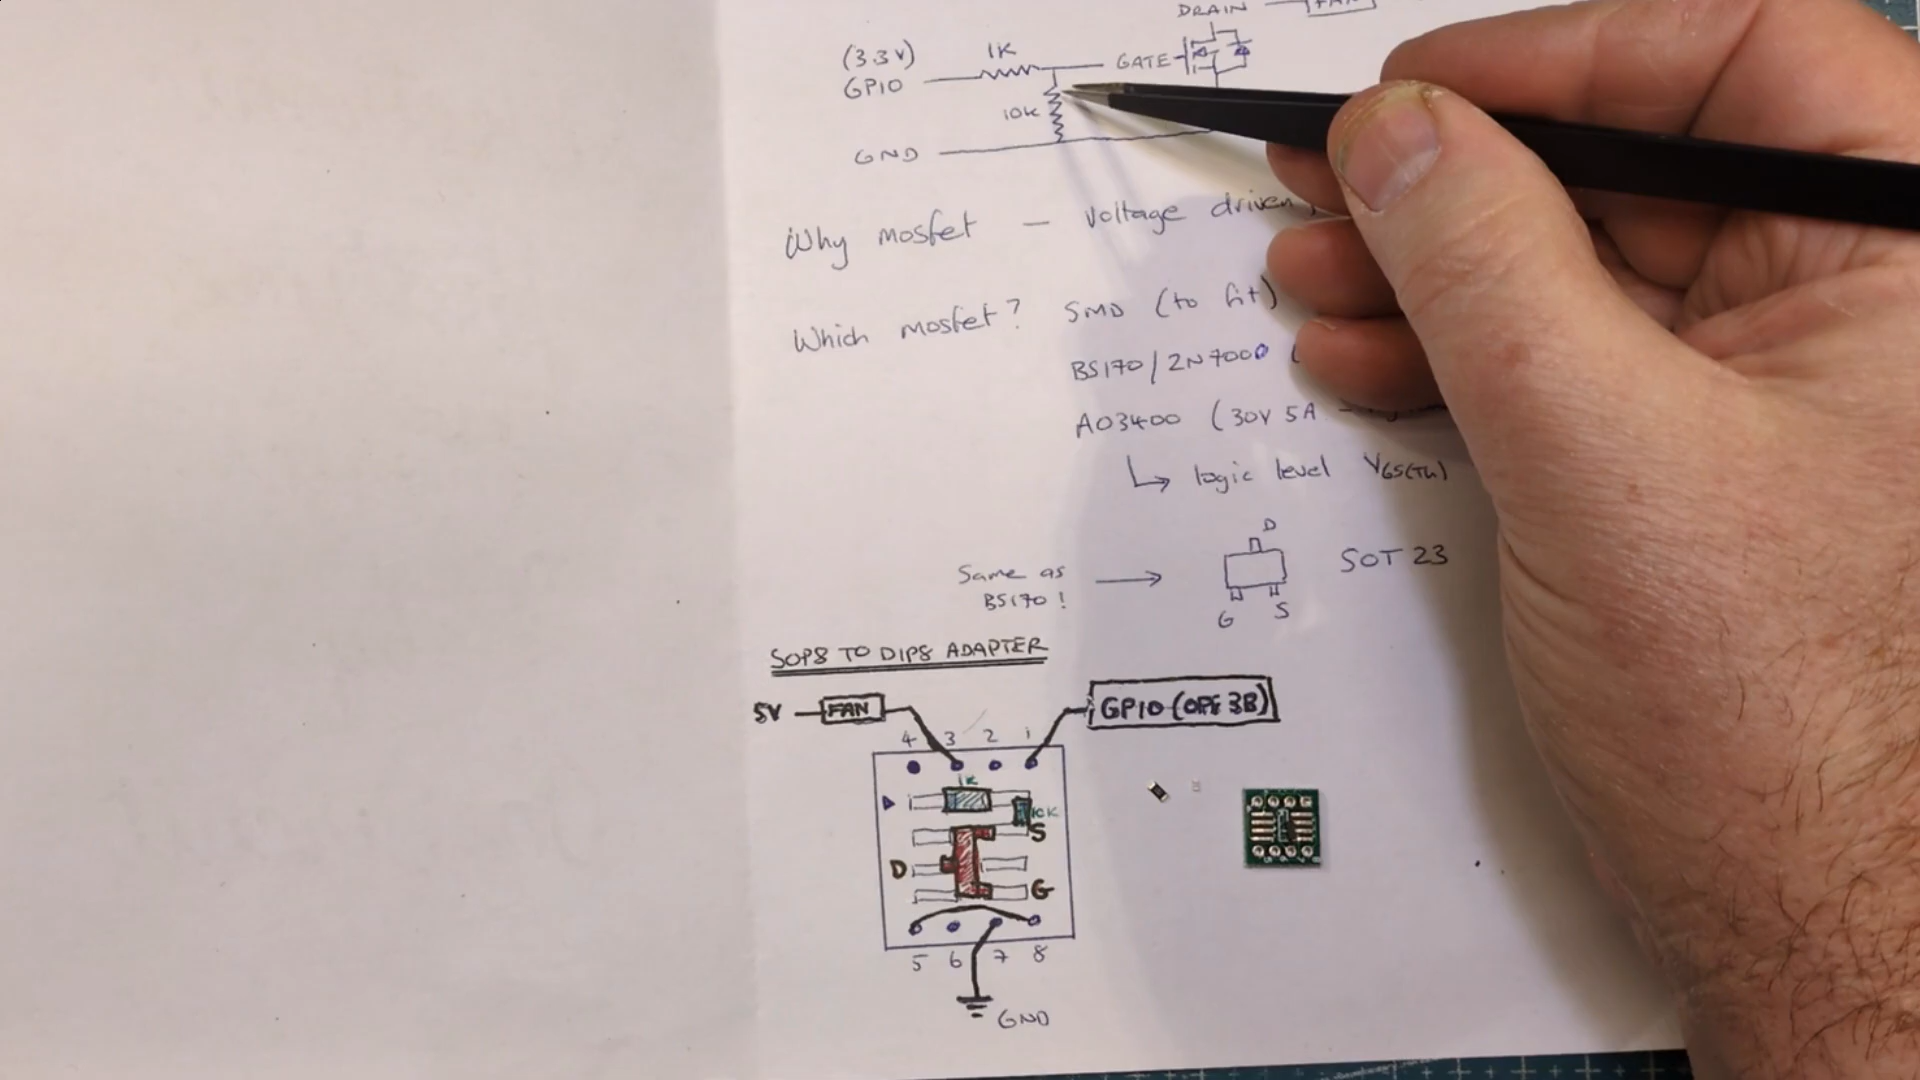 DRAIN FAN
(3.3V) 1K
GPIO GATE
10K
GND
Why mosfet - voltage driven,
Which mosfet? SMD (to fit)
BS170/2N7000 (
AO3400 (30V 5A -
logic level VGS(Th)
D
Same as SOT 23
BS170!
G S
SOP8 TO DIP8 ADAPTER
5V FAN GPIO (OPF 3B)
4 3 2 1
1K
10K
S
D
G
5 6 7 8
GND